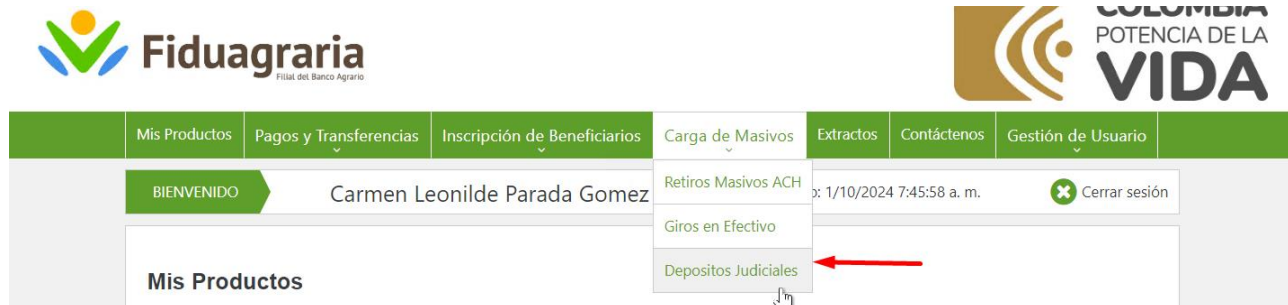 COLOMBIA
POTENCIA DE LA
VIDA
Fiduagraria
Filial del Banco Agrario
Mis Productos Pagos y Transferencias Inscripción de Beneficiarios Carga de Masivos Extractos Contáctenos Gestión de Usuario
BIENVENIDO Carmen Leonilde Parada Gomez 1/10/2024 7:45:58 a. m. Cerrar sesión
Retiros Masivos ACH
Giros en Efectivo
Depositos Judiciales
Mis Productos